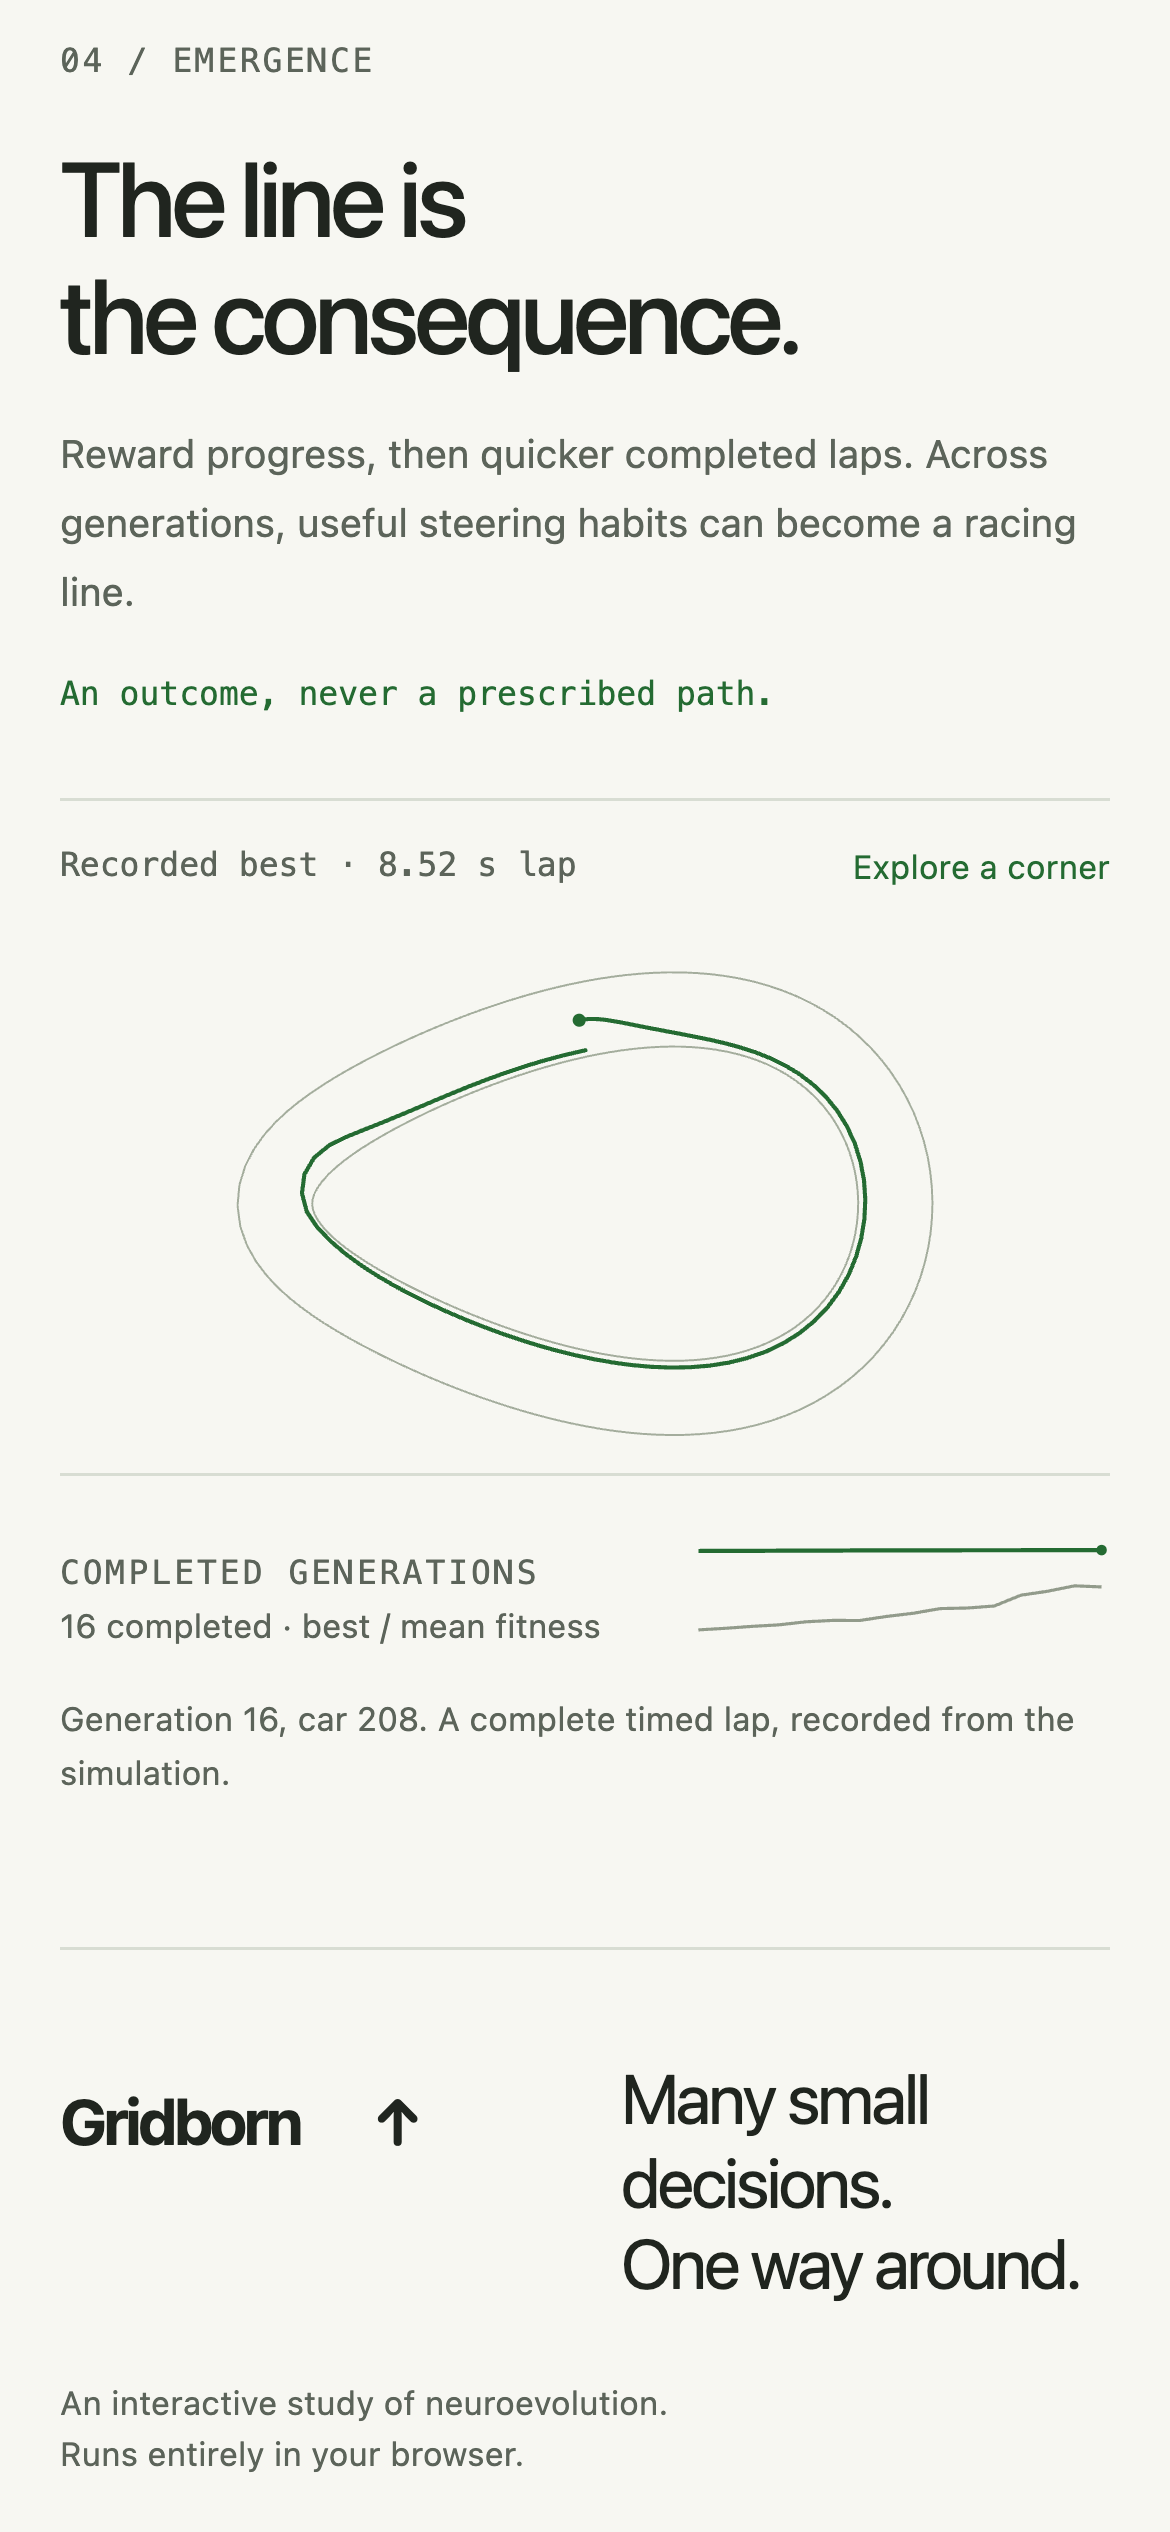 04 / EMERGENCE
The line is
the consequence.
Reward progress, then quicker completed laps. Across
generations, useful steering habits can become a racing
line.
An outcome, never a prescribed path.
Recorded best · 8.52 s lap
Explore a corner
COMPLETED GENERATIONS
16 completed · best / mean fitness
Generation 16, car 208. A complete timed lap, recorded from the
simulation.
Gridborn ↑
Many small
decisions.
One way around.
An interactive study of neuroevolution.
Runs entirely in your browser.